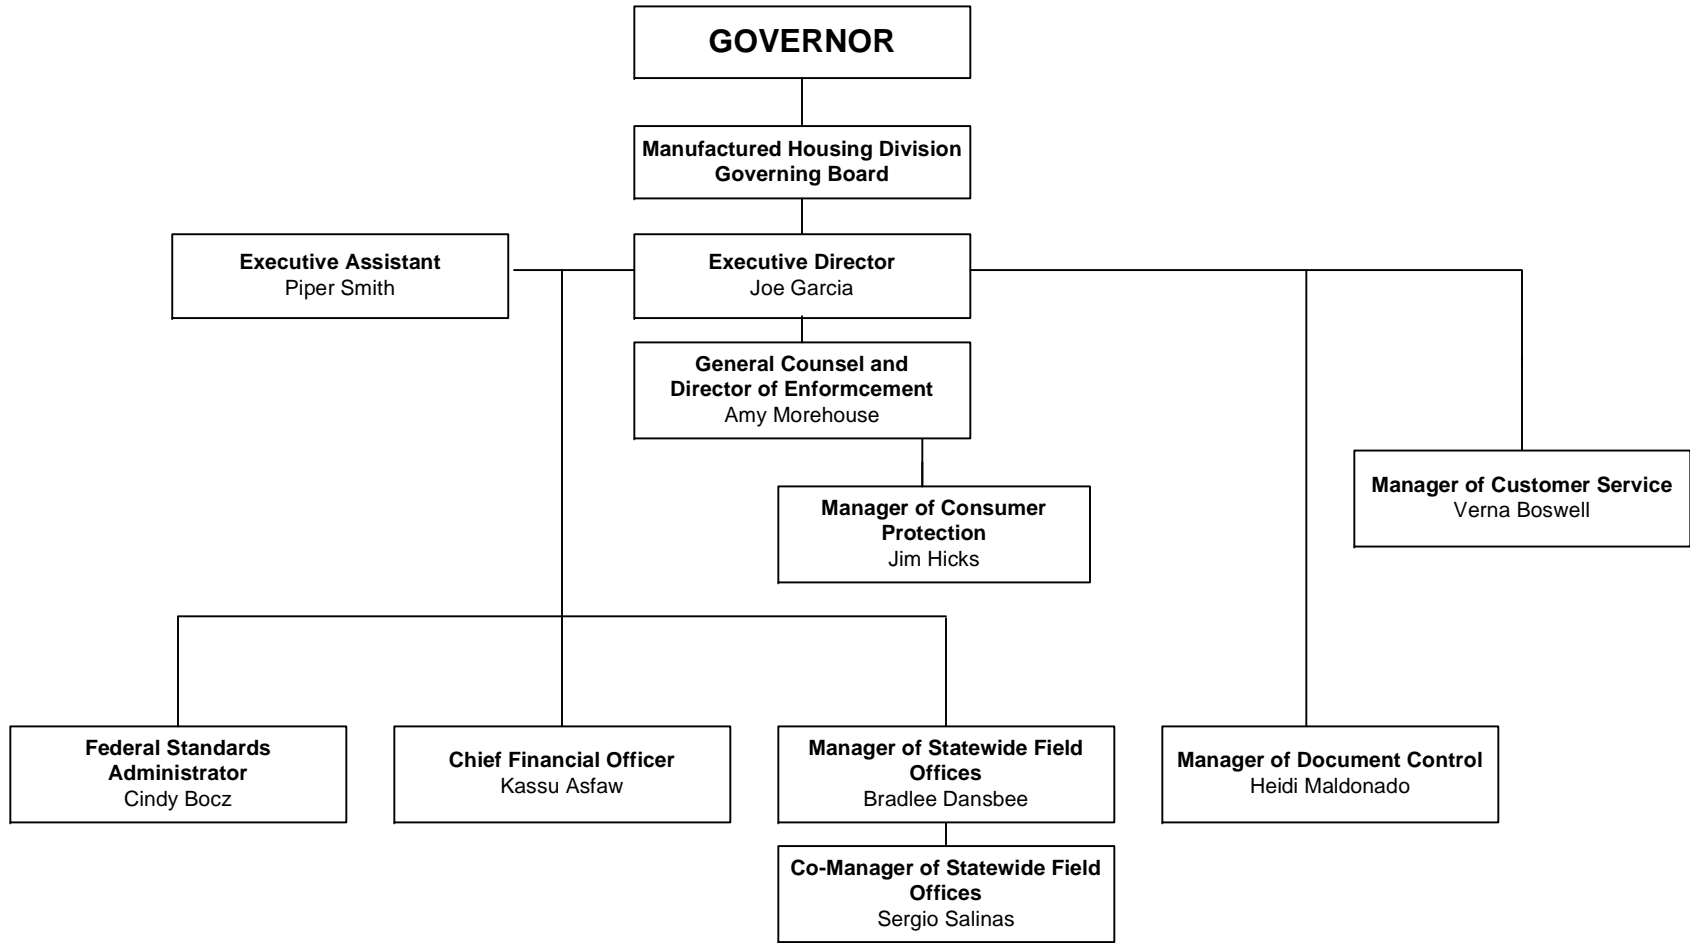 GOVERNOR
Manufactured Housing Division
Governing Board
Executive Assistant
Piper Smith
Executive Director
Joe Garcia
General Counsel and
Director of Enformcement
Amy Morehouse
Manager of Customer Service
Verna Boswell
Manager of Consumer
Protection
Jim Hicks
Federal Standards
Administrator
Cindy Bocz
Chief Financial Officer
Kassu Asfaw
Manager of Statewide Field
Offices
Bradlee Dansbee
Manager of Document Control
Heidi Maldonado
Co-Manager of Statewide Field
Offices
Sergio Salinas